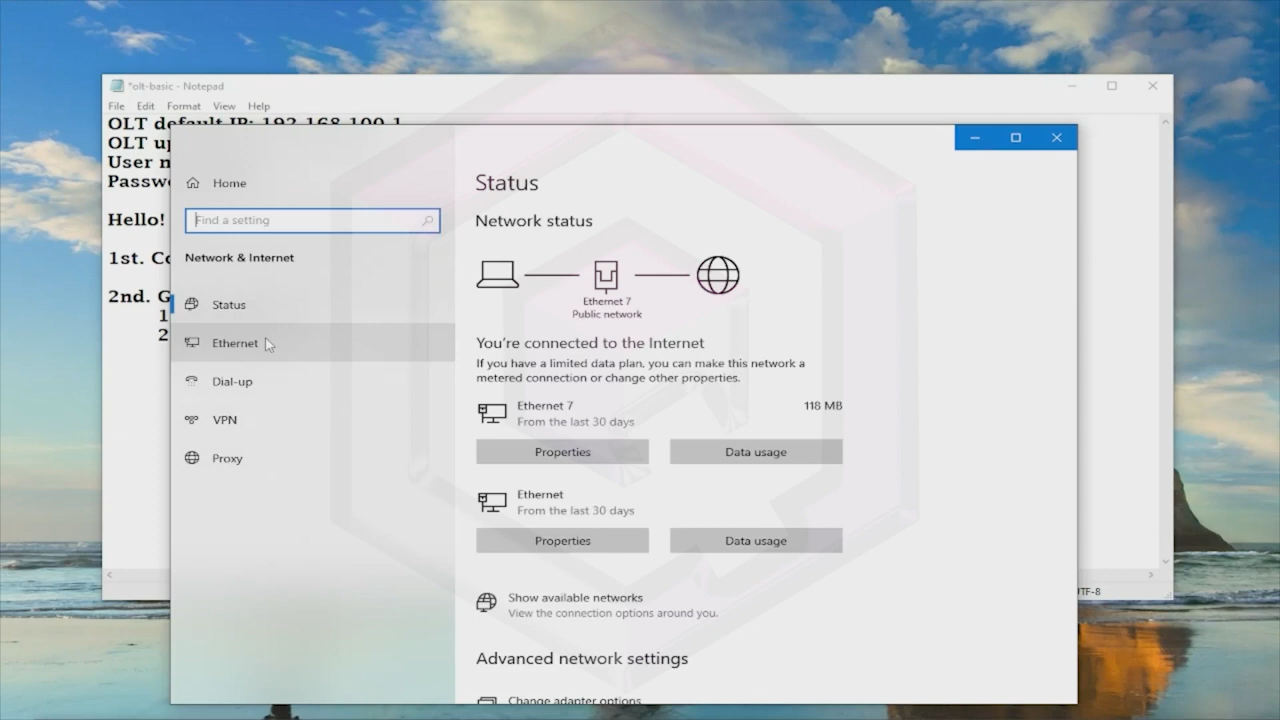 *olt-basic - Notepad
File Edit Format View Help
OLT default IP: 192.168.100.1
OLT
User
Hello!
1st.
2nd.
1
2
UTF-8
Home
Find a setting
Network & Internet
Status
Ethernet
Dial-up
VPN
Proxy
Status
Network status
Ethernet 7
Public network
You're connected to the Internet
If you have a limited data plan, you can make this network a
metered connection or change other properties.
Ethernet 7
118 MB
From the last 30 days
Properties
Data usage
Ethernet
From the last 30 days
Properties
Data usage
Show available networks
View the connection options around you.
Advanced network settings
Change adapter options